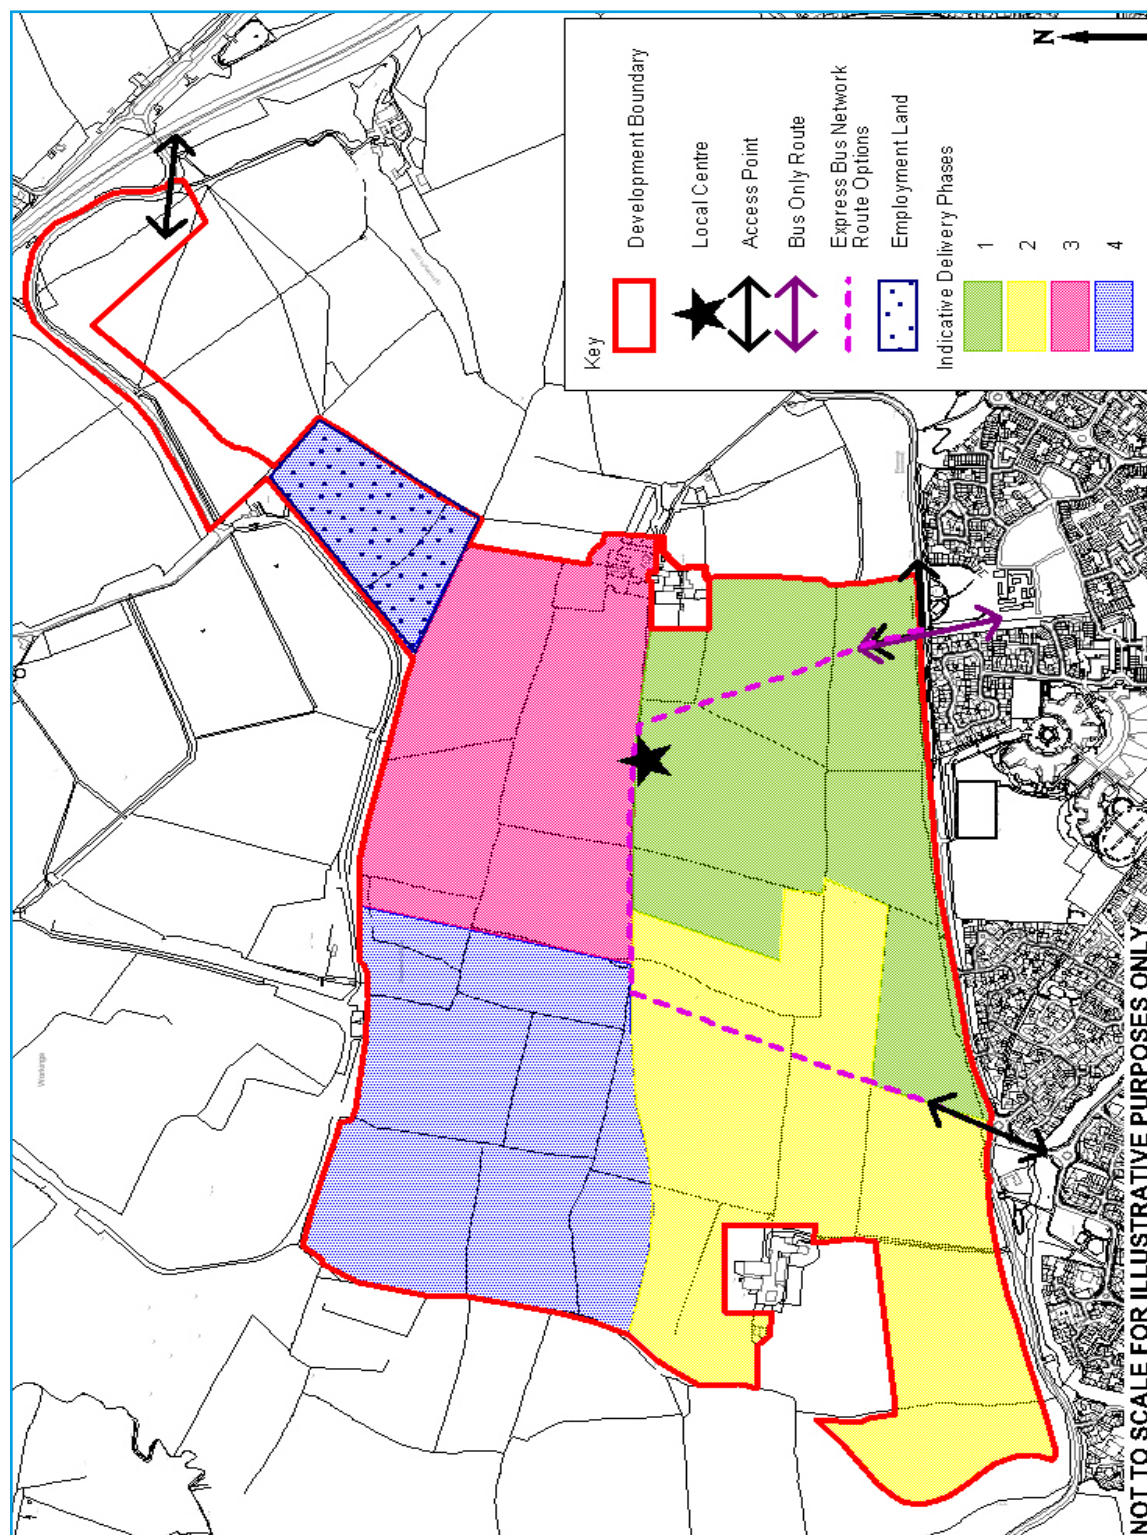 Key
Development Boundary
Local Centre
Access Point
Bus Only Route
Express Bus Network
Route Options
Employment Land
Indicative Delivery Phases
1
2
3
4
N
NOT TO SCALE FOR ILLUSTRATIVE PURPOSES ONLY